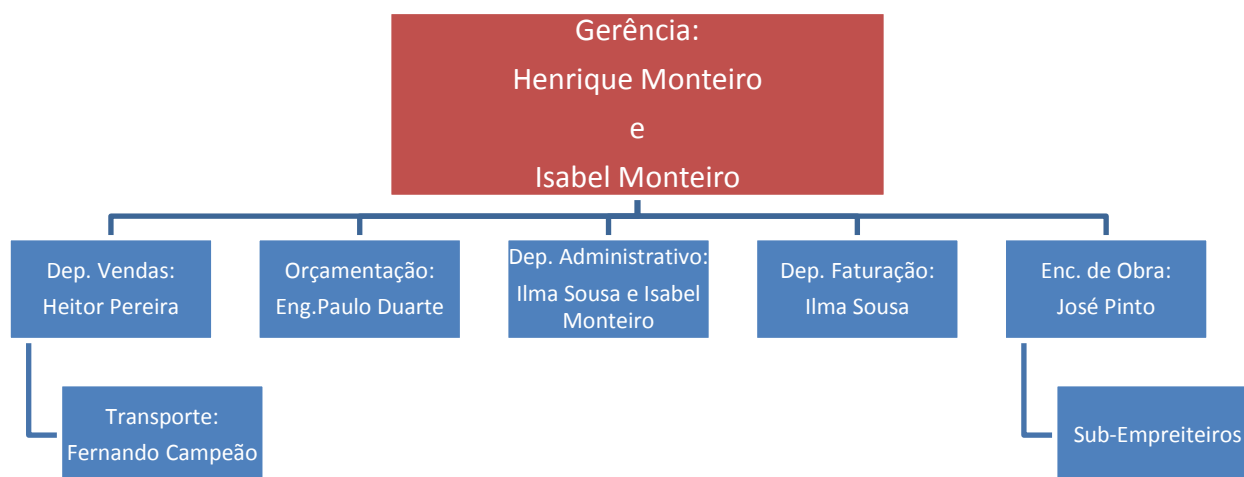 Gerência:
Henrique Monteiro
e
Isabel Monteiro
Dep. Vendas:
Heitor Pereira
Orçamentação:
Eng.Paulo Duarte
Dep. Administrativo:
Ilma Sousa e Isabel
Monteiro
Dep. Faturação:
Ilma Sousa
Enc. de Obra:
José Pinto
Transporte:
Fernando Campeão
Sub-Empreiteiros